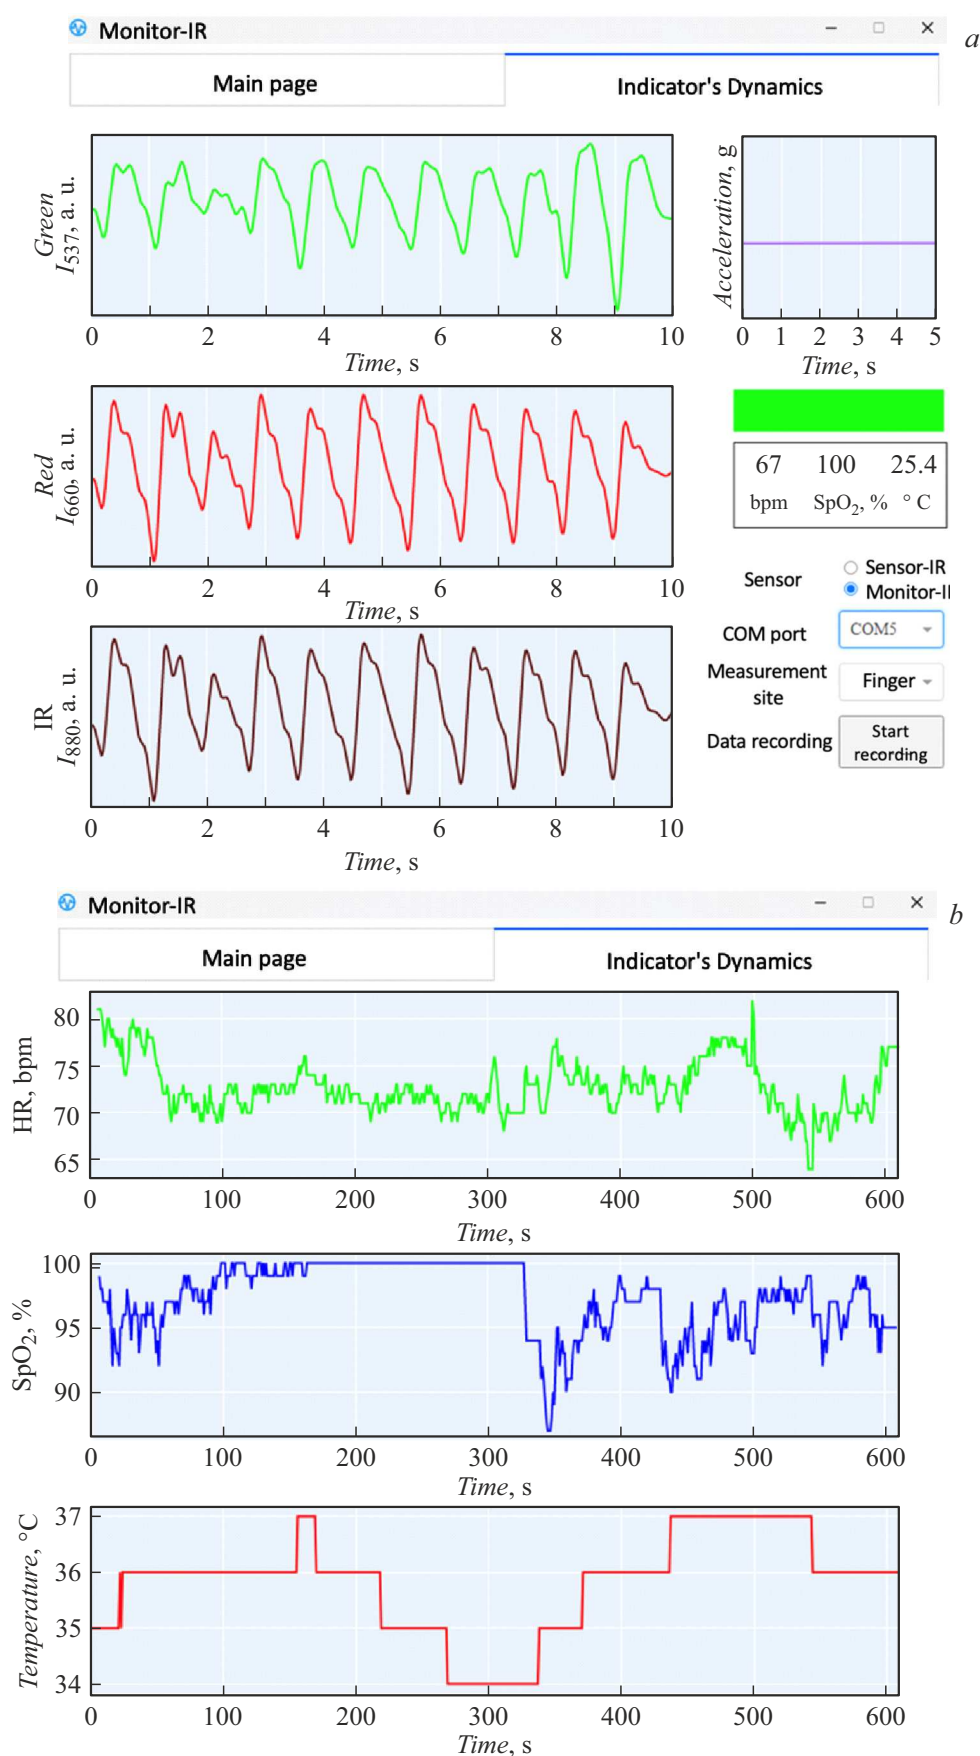 Monitor-IR
a
Main page
Indicator's Dynamics
Green
I537, a. u.
0 2 4 6 8 10
Time, s
Acceleration, g
0 1 2 3 4 5
Time, s
Red
I660, a. u.
0 2 4 6 8 10
Time, s
67 100 25.4
bpm SpO2, % ° C
Sensor
Sensor-IR
Monitor-II
COM port
COM5
Measurement
site
Finger
Data recording
Start
recording
IR
I880, a. u.
0 2 4 6 8 10
Time, s
Monitor-IR
b
Main page
Indicator's Dynamics
HR, bpm
80
75
70
65
0 100 200 300 400 500 600
Time, s
SpO2, %
100
95
90
0 100 200 300 400 500 600
Time, s
Temperature, °C
37
36
35
34
0 100 200 300 400 500 600
Time, s